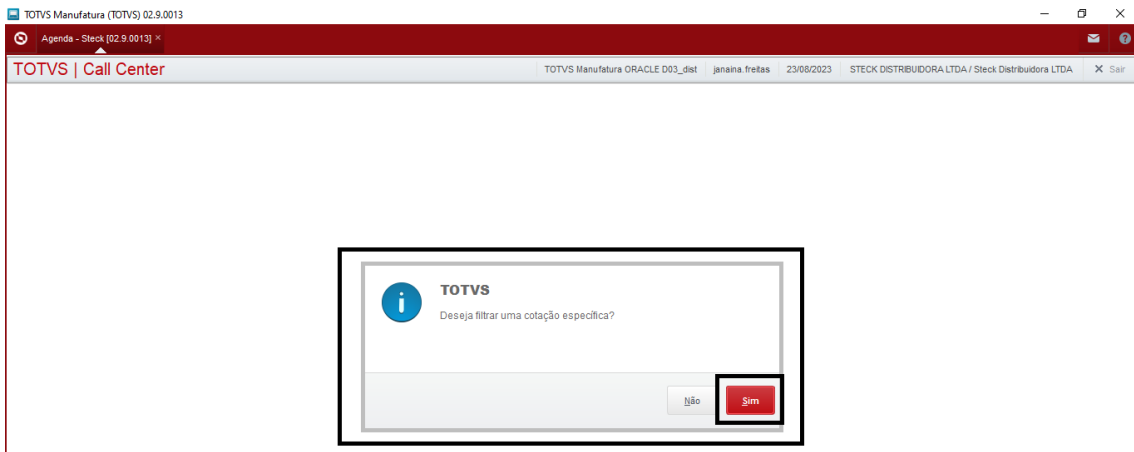 TOTVS Manufatura (TOTVS) 02.9.0013
Agenda - Steck [02.9.0013] ×
TOTVS | Call Center
TOTVS Manufatura ORACLE D03_dist janaina.freitas 23/08/2023 STECK DISTRIBUIDORA LTDA / Steck Distribuidora LTDA × Sair
TOTVS
Deseja filtrar uma cotação específica?
Não Sim